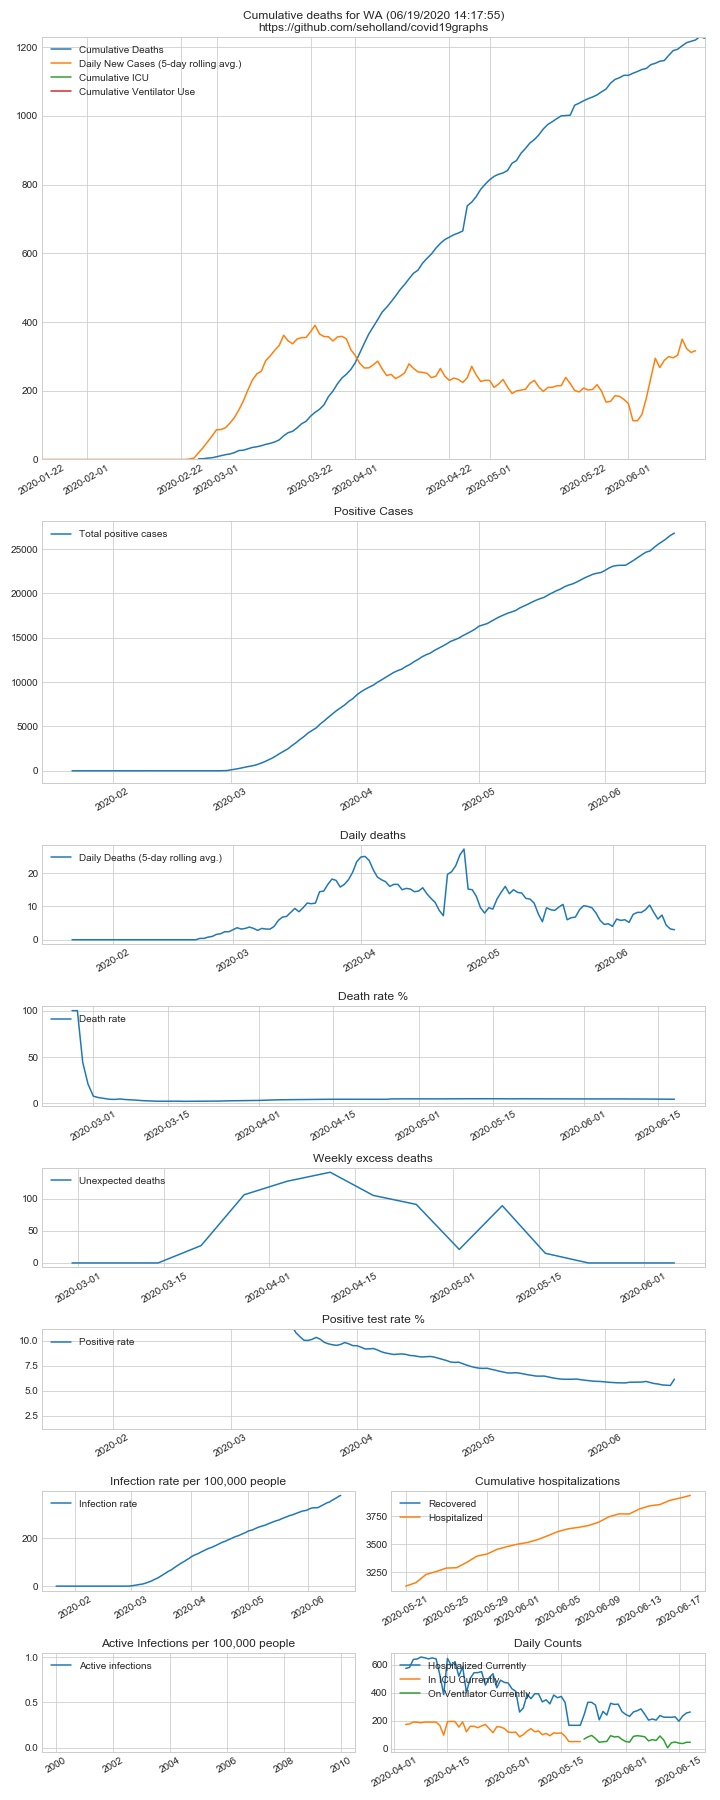 Cumulative deaths for WA (06/19/2020 14:17:55)
https://github.com/seholland/covid19graphs
Cumulative Deaths
Daily New Cases (5-day rolling avg.)
Cumulative ICU
Cumulative Ventilator Use
1200
1000
800
600
400
200
0
2020-01-22 2020-02-01 2020-02-22 2020-03-01 2020-03-22 2020-04-01 2020-04-22 2020-05-01 2020-05-22 2020-06-01
Positive Cases
Total positive cases
25000
20000
15000
10000
5000
0
2020-02 2020-03 2020-04 2020-05 2020-06
Daily deaths
Daily Deaths (5-day rolling avg.)
20
10
0
2020-02 2020-03 2020-04 2020-05 2020-06
Death rate %
100
Death rate
50
0
2020-03-01 2020-03-15 2020-04-01 2020-04-15 2020-05-01 2020-05-15 2020-06-01 2020-06-15
Weekly excess deaths
Unexpected deaths
100
50
0
2020-03-01 2020-03-15 2020-04-01 2020-04-15 2020-05-01 2020-05-15 2020-06-01
Positive test rate %
10.0
Positive rate
7.5
5.0
2.5
2020-02 2020-03 2020-04 2020-05 2020-06
Infection rate per 100,000 people
Infection rate
200
0
2020-02 2020-03 2020-04 2020-05 2020-06
Cumulative hospitalizations
Recovered
Hospitalized
3750
3500
3250
2020-05-21 2020-05-25 2020-05-29 2020-06-01 2020-06-05 2020-06-09 2020-06-13 2020-06-17
Active Infections per 100,000 people
1.0
Active infections
0.5
0.0
2000 2002 2004 2006 2008 2010
Daily Counts
600
Hospitalized Currently
In ICU Currently
On Ventilator Currently
400
200
0
2020-04-01 2020-04-15 2020-05-01 2020-05-15 2020-06-01 2020-06-15